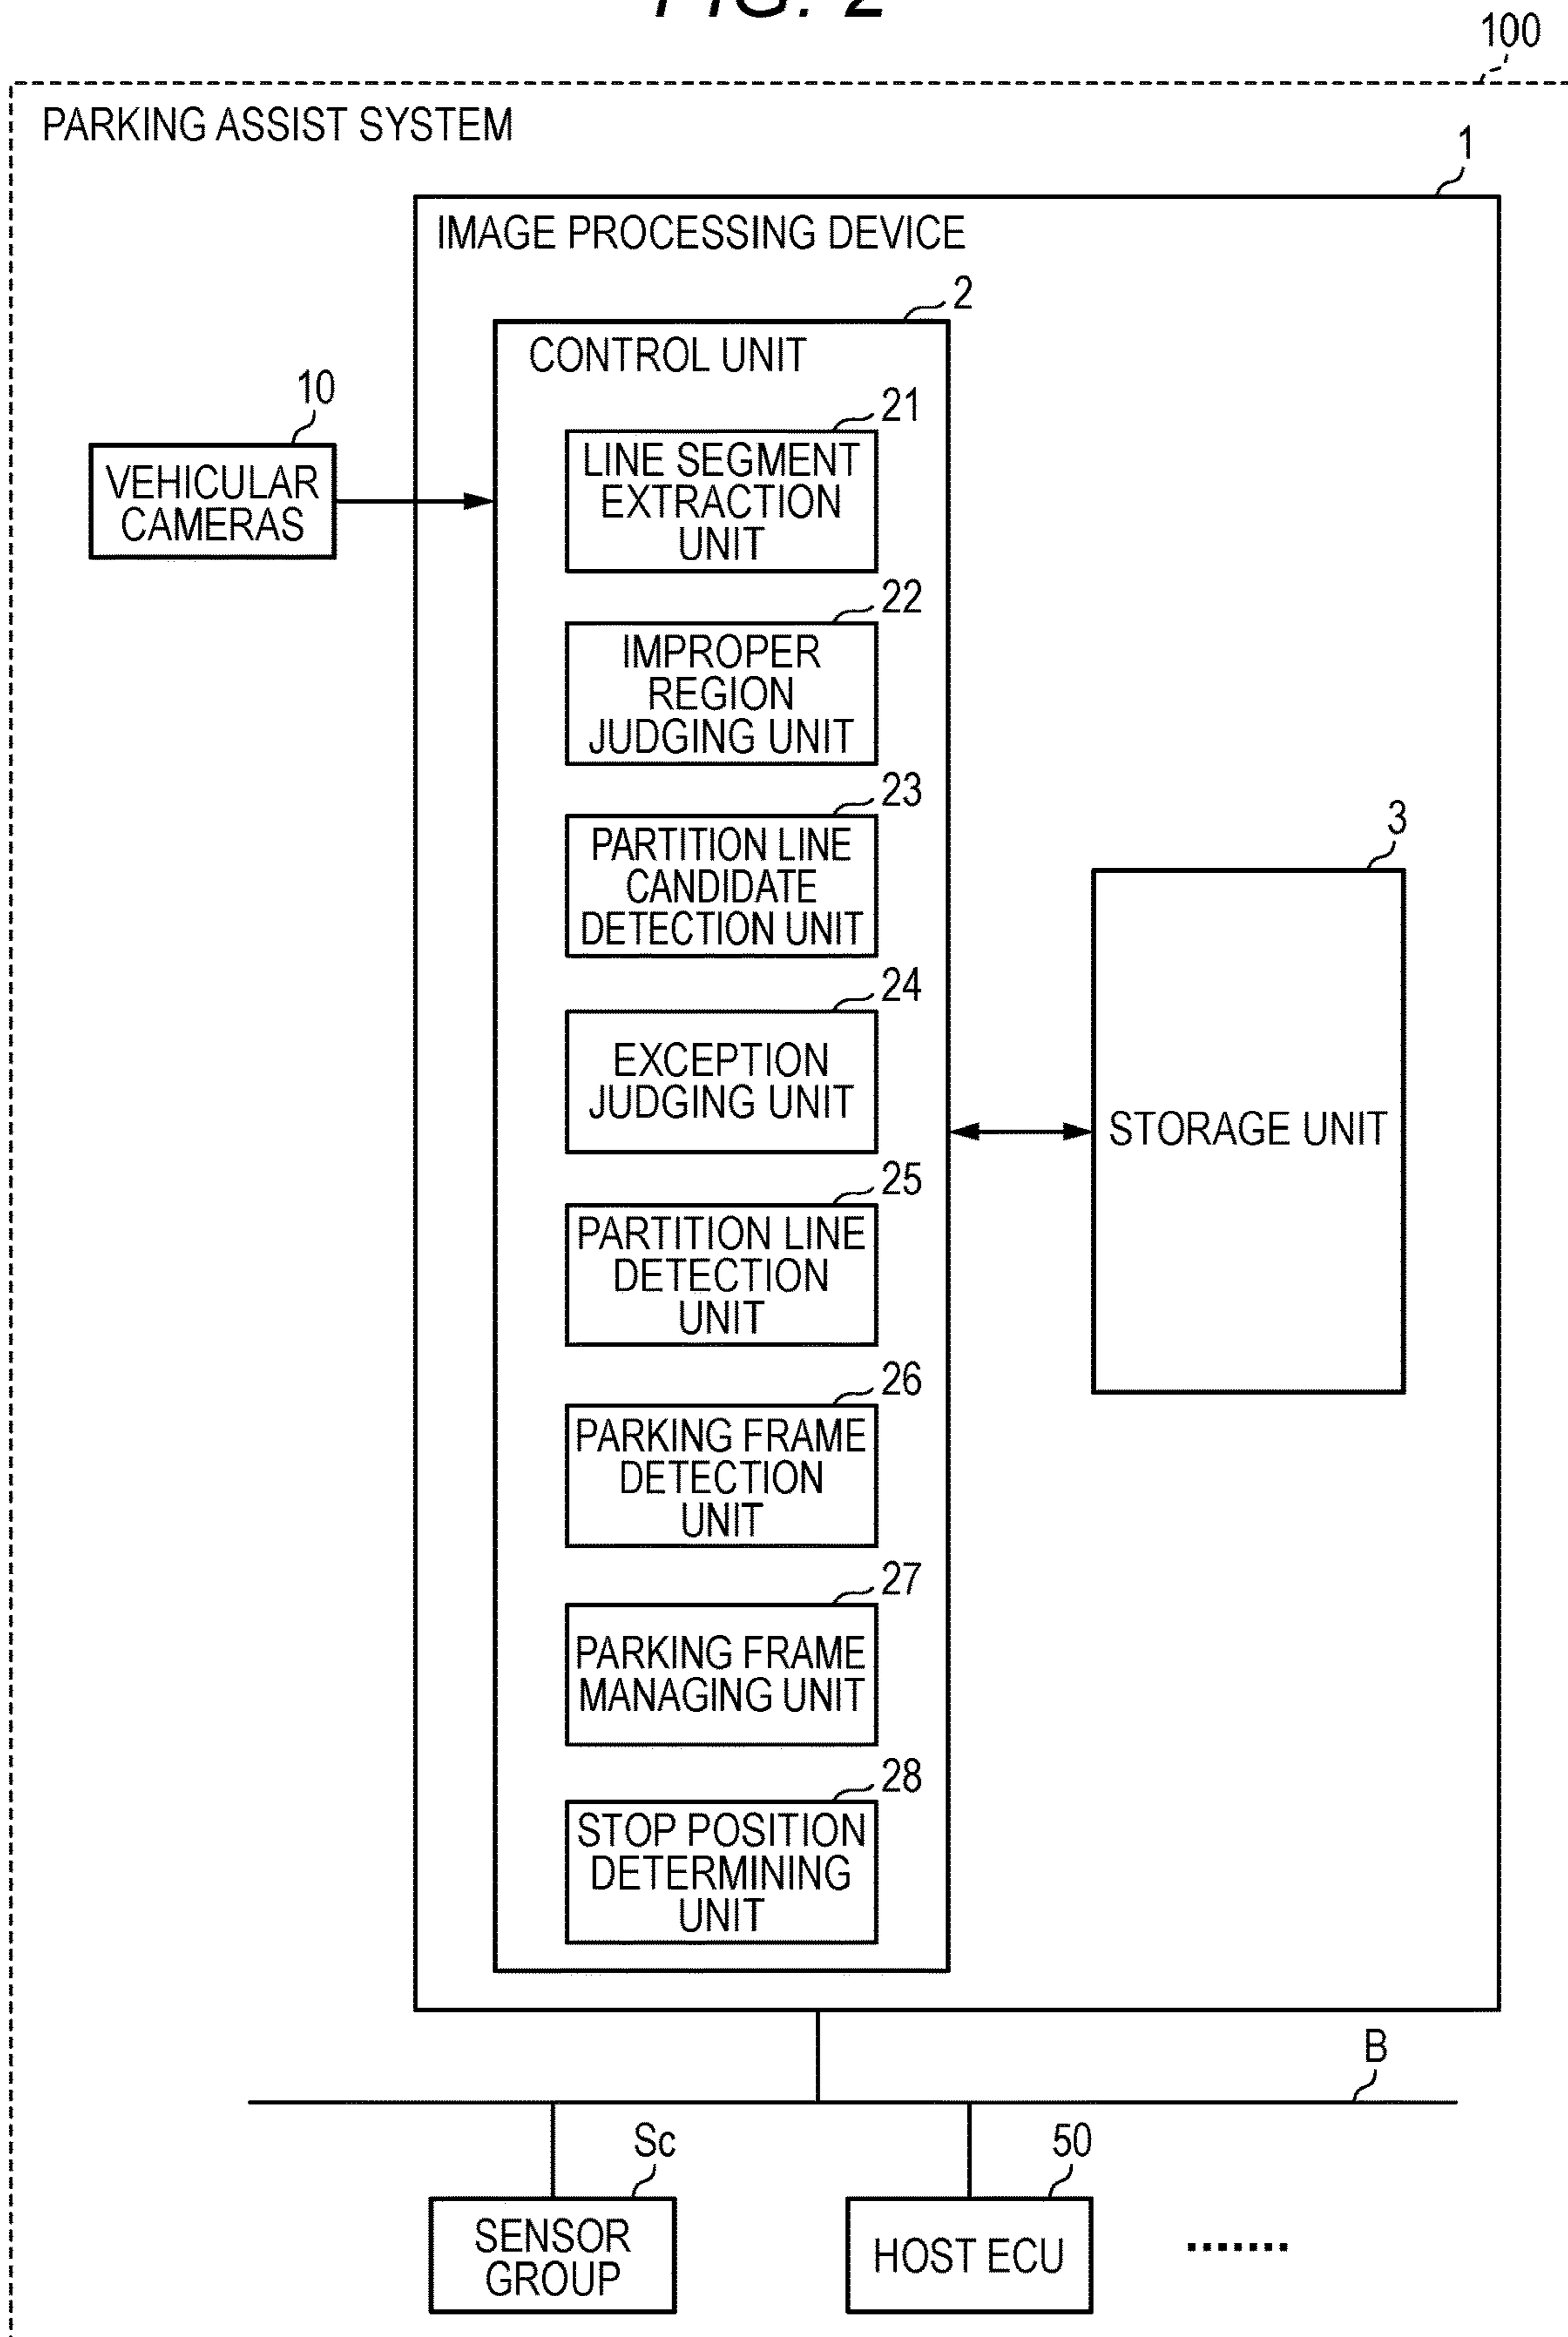 FIG. 2
100
PARKING ASSIST SYSTEM
1
IMAGE PROCESSING DEVICE
2
CONTROL UNIT
10
VEHICULAR
CAMERAS
21
LINE SEGMENT
EXTRACTION
UNIT
22
IMPROPER
REGION
JUDGING UNIT
23
PARTITION LINE
CANDIDATE
DETECTION UNIT
3
STORAGE UNIT
24
EXCEPTION
JUDGING UNIT
25
PARTITION LINE
DETECTION
UNIT
26
PARKING FRAME
DETECTION
UNIT
27
PARKING FRAME
MANAGING UNIT
28
STOP POSITION
DETERMINING
UNIT
B
Sc
SENSOR
GROUP
50
HOST ECU
.......